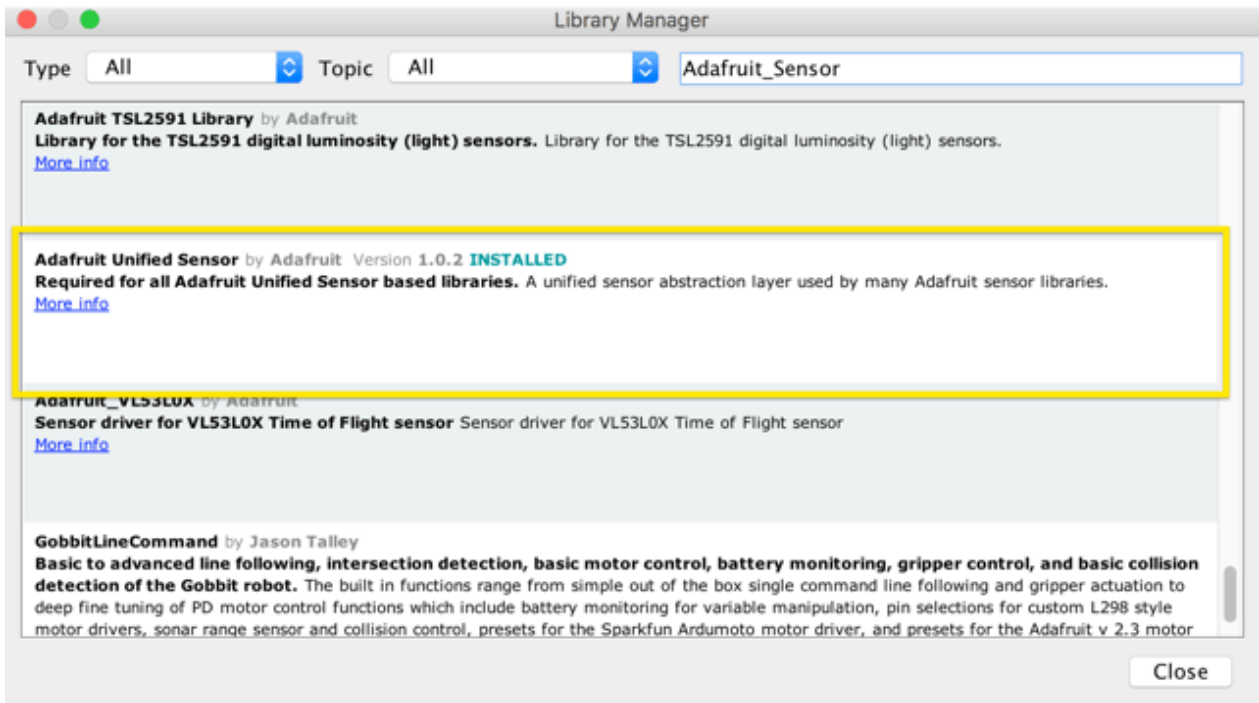 Library Manager
Type All Topic All Adafruit_Sensor
Adafruit TSL2591 Library by Adafruit
Library for the TSL2591 digital luminosity (light) sensors. Library for the TSL2591 digital luminosity (light) sensors.
More info
Adafruit Unified Sensor by Adafruit Version 1.0.2 INSTALLED
Required for all Adafruit Unified Sensor based libraries. A unified sensor abstraction layer used by many Adafruit sensor libraries.
More info
Adafruit_VL53L0X by Adafruit
Sensor driver for VL53L0X Time of Flight sensor Sensor driver for VL53L0X Time of Flight sensor
More info
GobbitLineCommand by Jason Talley
Basic to advanced line following, intersection detection, basic motor control, battery monitoring, gripper control, and basic collision
detection of the Gobbit robot. The built in functions range from simple out of the box single command line following and gripper actuation to
deep fine tuning of PD motor control functions which include battery monitoring for variable manipulation, pin selections for custom L298 style
motor drivers, sonar range sensor and collision control, presets for the Sparkfun Ardumoto motor driver, and presets for the Adafruit v 2.3 motor
Close